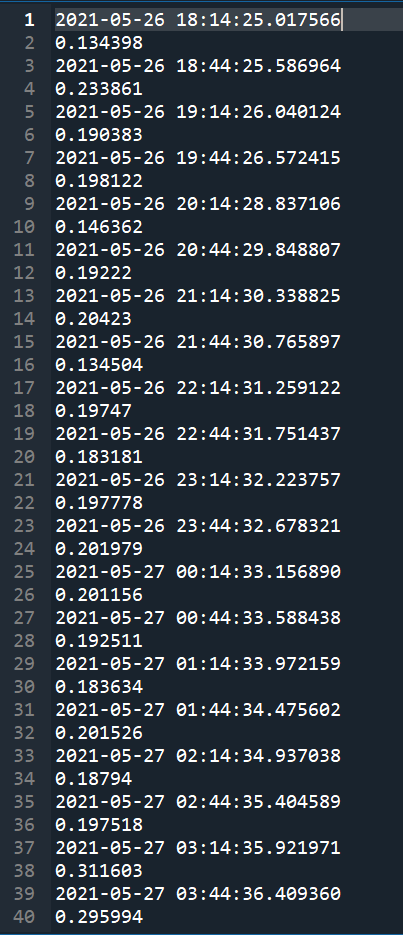 1 2021-05-26 18:14:25.017566
2 0.134398
3 2021-05-26 18:44:25.586964
4 0.233861
5 2021-05-26 19:14:26.040124
6 0.190383
7 2021-05-26 19:44:26.572415
8 0.198122
9 2021-05-26 20:14:28.837106
10 0.146362
11 2021-05-26 20:44:29.848807
12 0.19222
13 2021-05-26 21:14:30.338825
14 0.20423
15 2021-05-26 21:44:30.765897
16 0.134504
17 2021-05-26 22:14:31.259122
18 0.19747
19 2021-05-26 22:44:31.751437
20 0.183181
21 2021-05-26 23:14:32.223757
22 0.197778
23 2021-05-26 23:44:32.678321
24 0.201979
25 2021-05-27 00:14:33.156890
26 0.201156
27 2021-05-27 00:44:33.588438
28 0.192511
29 2021-05-27 01:14:33.972159
30 0.183634
31 2021-05-27 01:44:34.475602
32 0.201526
33 2021-05-27 02:14:34.937038
34 0.18794
35 2021-05-27 02:44:35.404589
36 0.197518
37 2021-05-27 03:14:35.921971
38 0.311603
39 2021-05-27 03:44:36.409360
40 0.295994